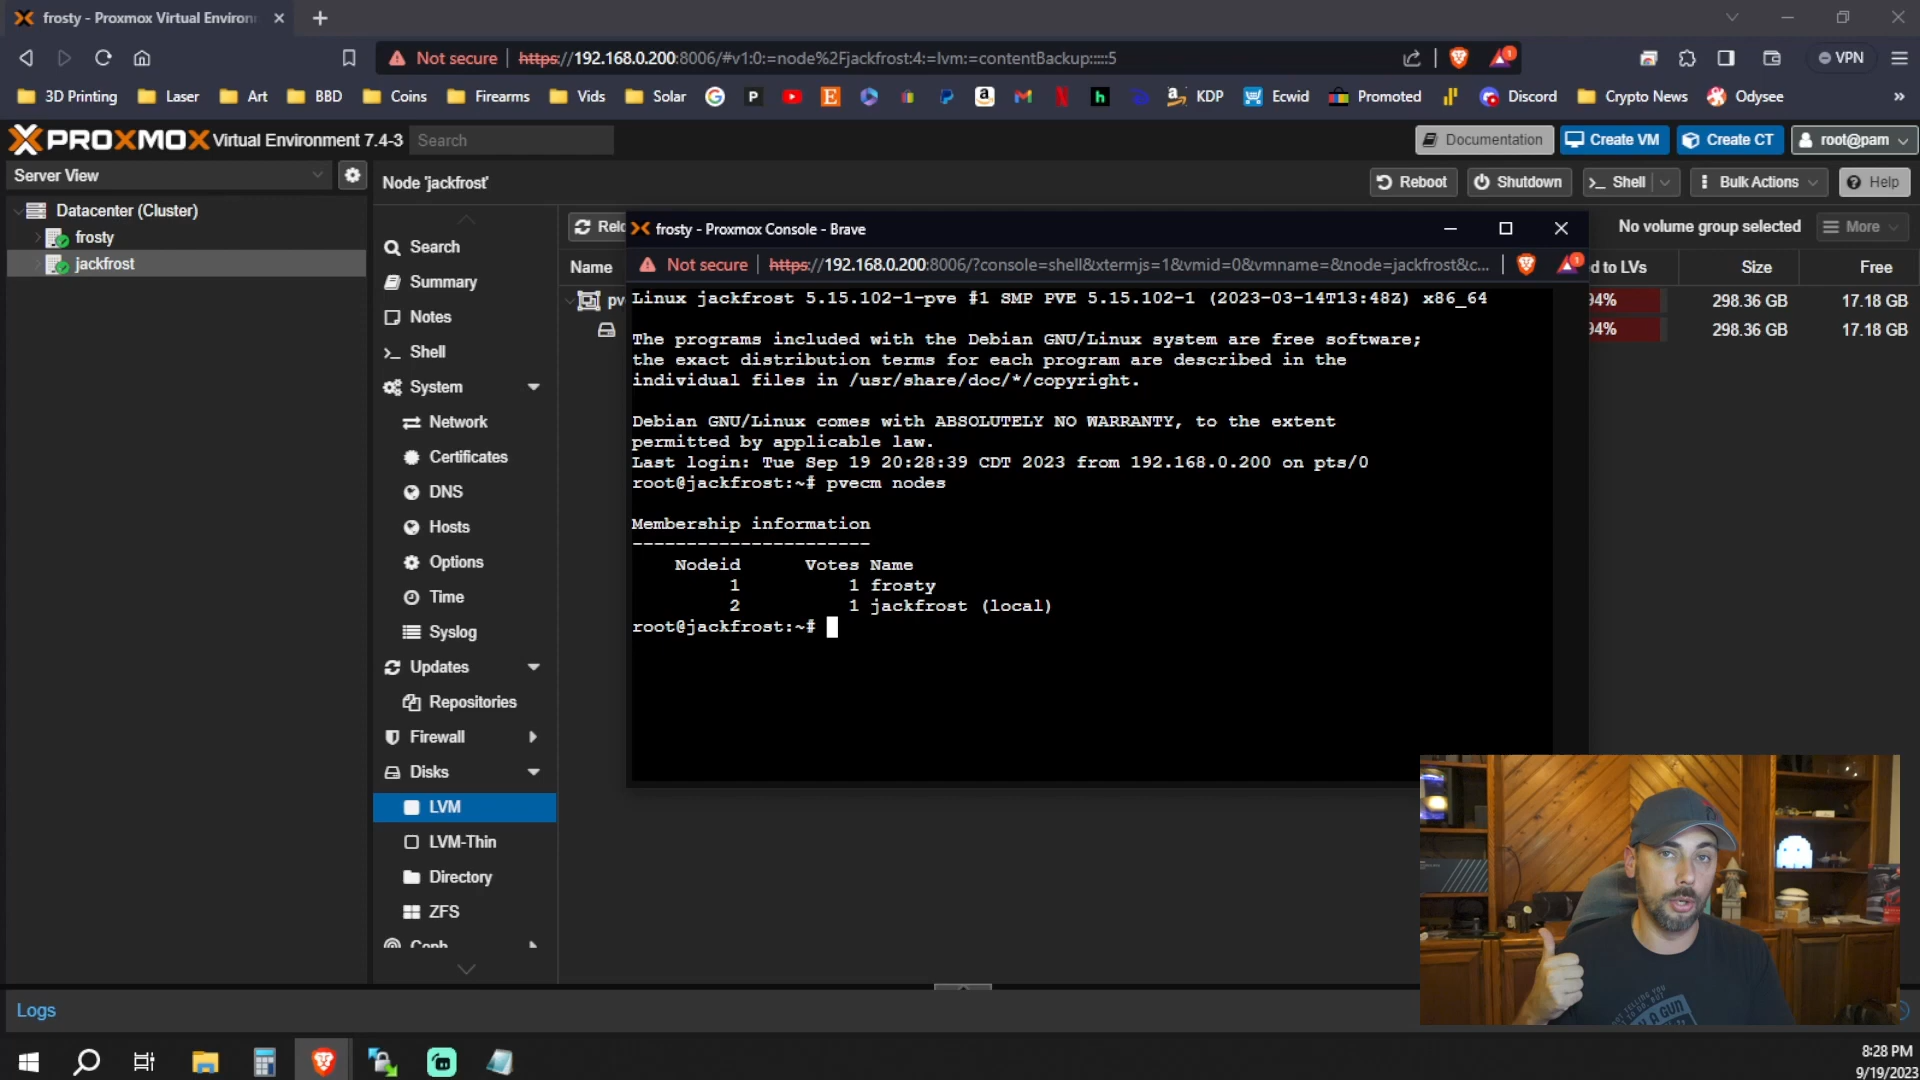 frosty - Proxmox Virtual Environ
Not secure
https://192.168.0.200:8006/#v1:0:=node%2Fjackfrost:4:=lvm:=contentBackup:::::5
VPN
3D Printing
Laser
Art
BBD
Coins
Firearms
Vids
Solar
KDP
Ecwid
Promoted
Discord
Crypto News
Odysee
PROXMOX Virtual Environment 7.4-3
Search
Documentation
Create VM
Create CT
root@pam
Server View
Node 'jackfrost'
Reboot
Shutdown
Shell
Bulk Actions
Help
Datacenter (Cluster)
frosty
jackfrost
Search
Summary
Notes
Shell
System
Network
Certificates
DNS
Hosts
Options
Time
Syslog
Updates
Repositories
Firewall
Disks
LVM
LVM-Thin
Directory
ZFS
Ceph
Relo
No volume group selected
More
Name
d to LVs
Size
Free
pv
94%
298.36 GB
17.18 GB
94%
298.36 GB
17.18 GB
frosty - Proxmox Console - Brave
Not secure
https://192.168.0.200:8006/?console=shell&xtermjs=1&vmid=0&vmname=&node=jackfrost&c...
Linux jackfrost 5.15.102-1-pve #1 SMP PVE 5.15.102-1 (2023-03-14T13:48Z) x86_64
The programs included with the Debian GNU/Linux system are free software;
the exact distribution terms for each program are described in the
individual files in /usr/share/doc/*/copyright.
Debian GNU/Linux comes with ABSOLUTELY NO WARRANTY, to the extent
permitted by applicable law.
Last login: Tue Sep 19 20:28:39 CDT 2023 from 192.168.0.200 on pts/0
root@jackfrost:~# pvecm nodes
Membership information
----------------------
Nodeid Votes Name
1 1 frosty
2 1 jackfrost (local)
root@jackfrost:~#
Logs
8:28 PM
9/19/2023